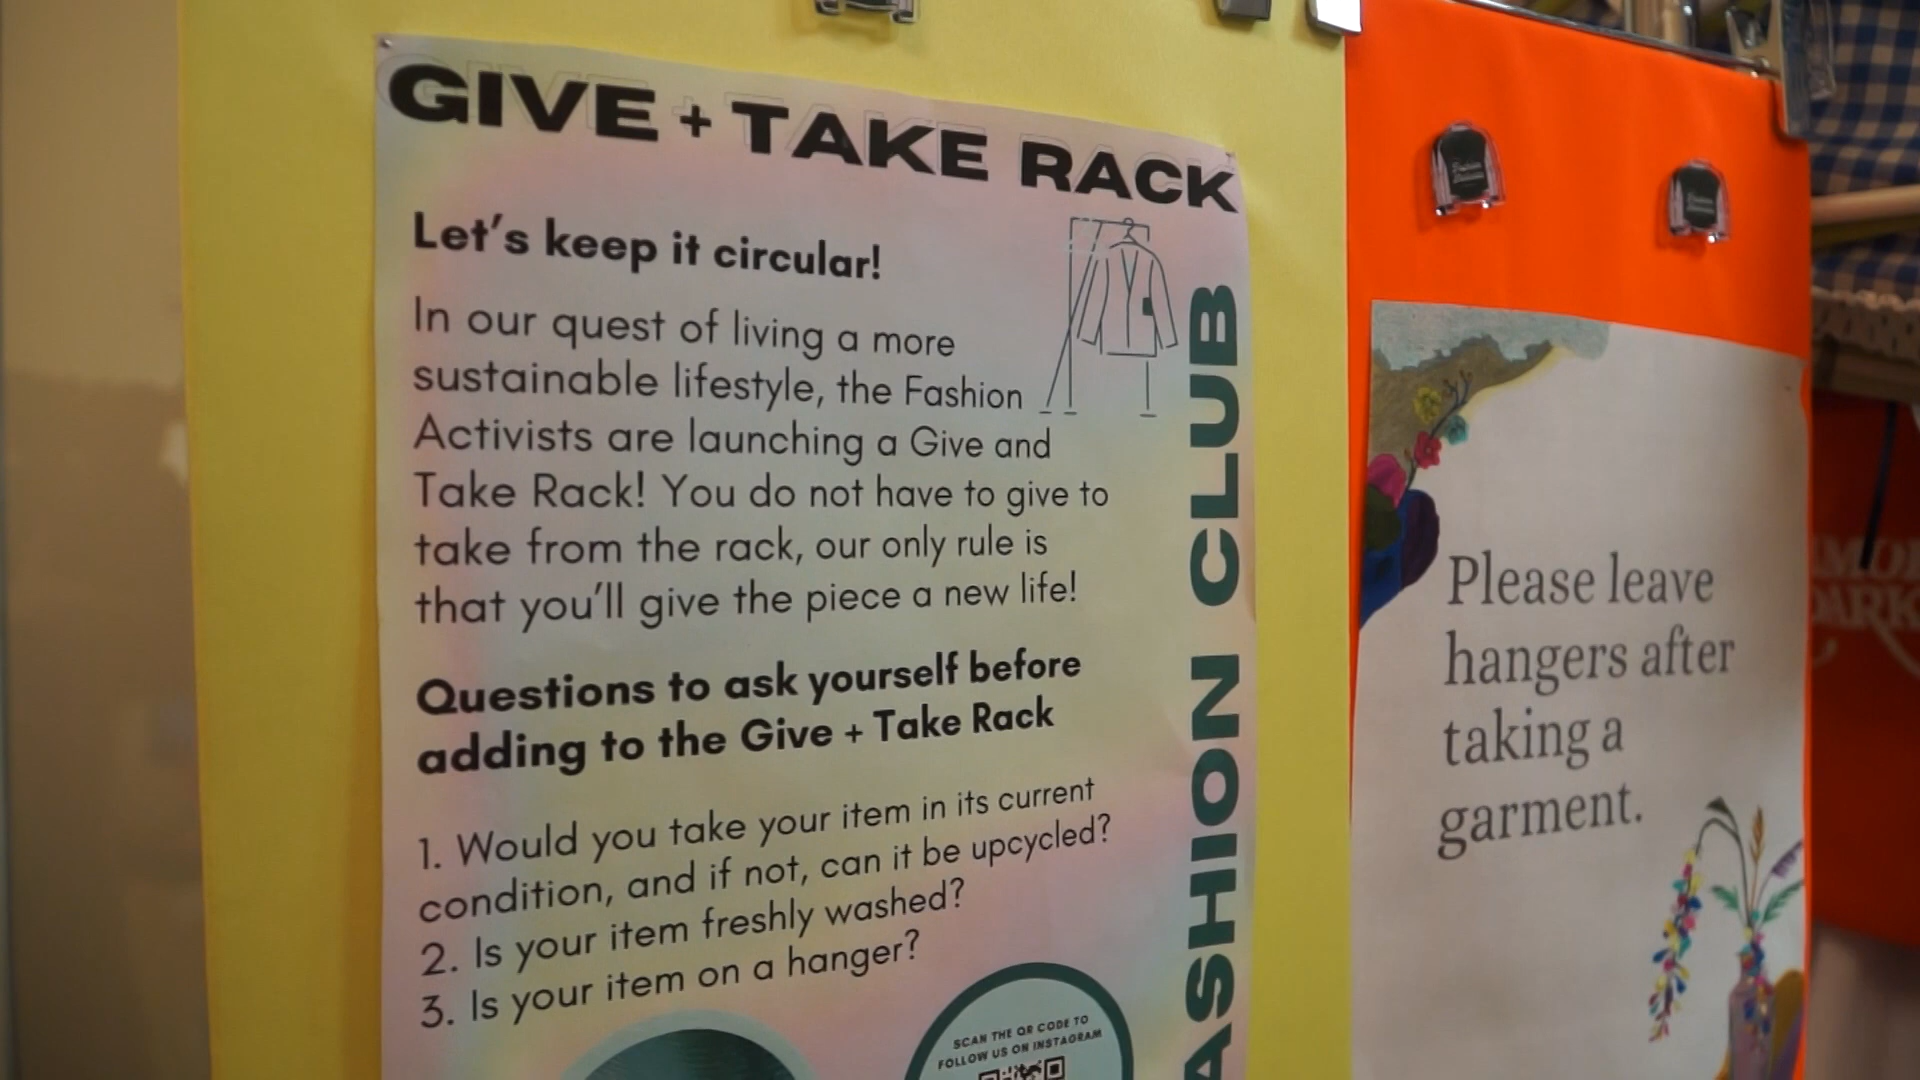 GIVE + TAKE RACK
Let's keep it circular!
In our quest of living a more
sustainable lifestyle, the Fashion
Activists are launching a Give and
Take Rack! You do not have to give to
take from the rack, our only rule is
that you'll give the piece a new life!
Questions to ask yourself before
adding to the Give + Take Rack
1. Would you take your item in its current
condition, and if not, can it be upcycled?
2. Is your item freshly washed?
3. Is your item on a hanger?
SCAN THE QR CODE TO
FOLLOW US ON INSTAGRAM
ASHION CLUB
Please leave
hangers after
taking a
garment.